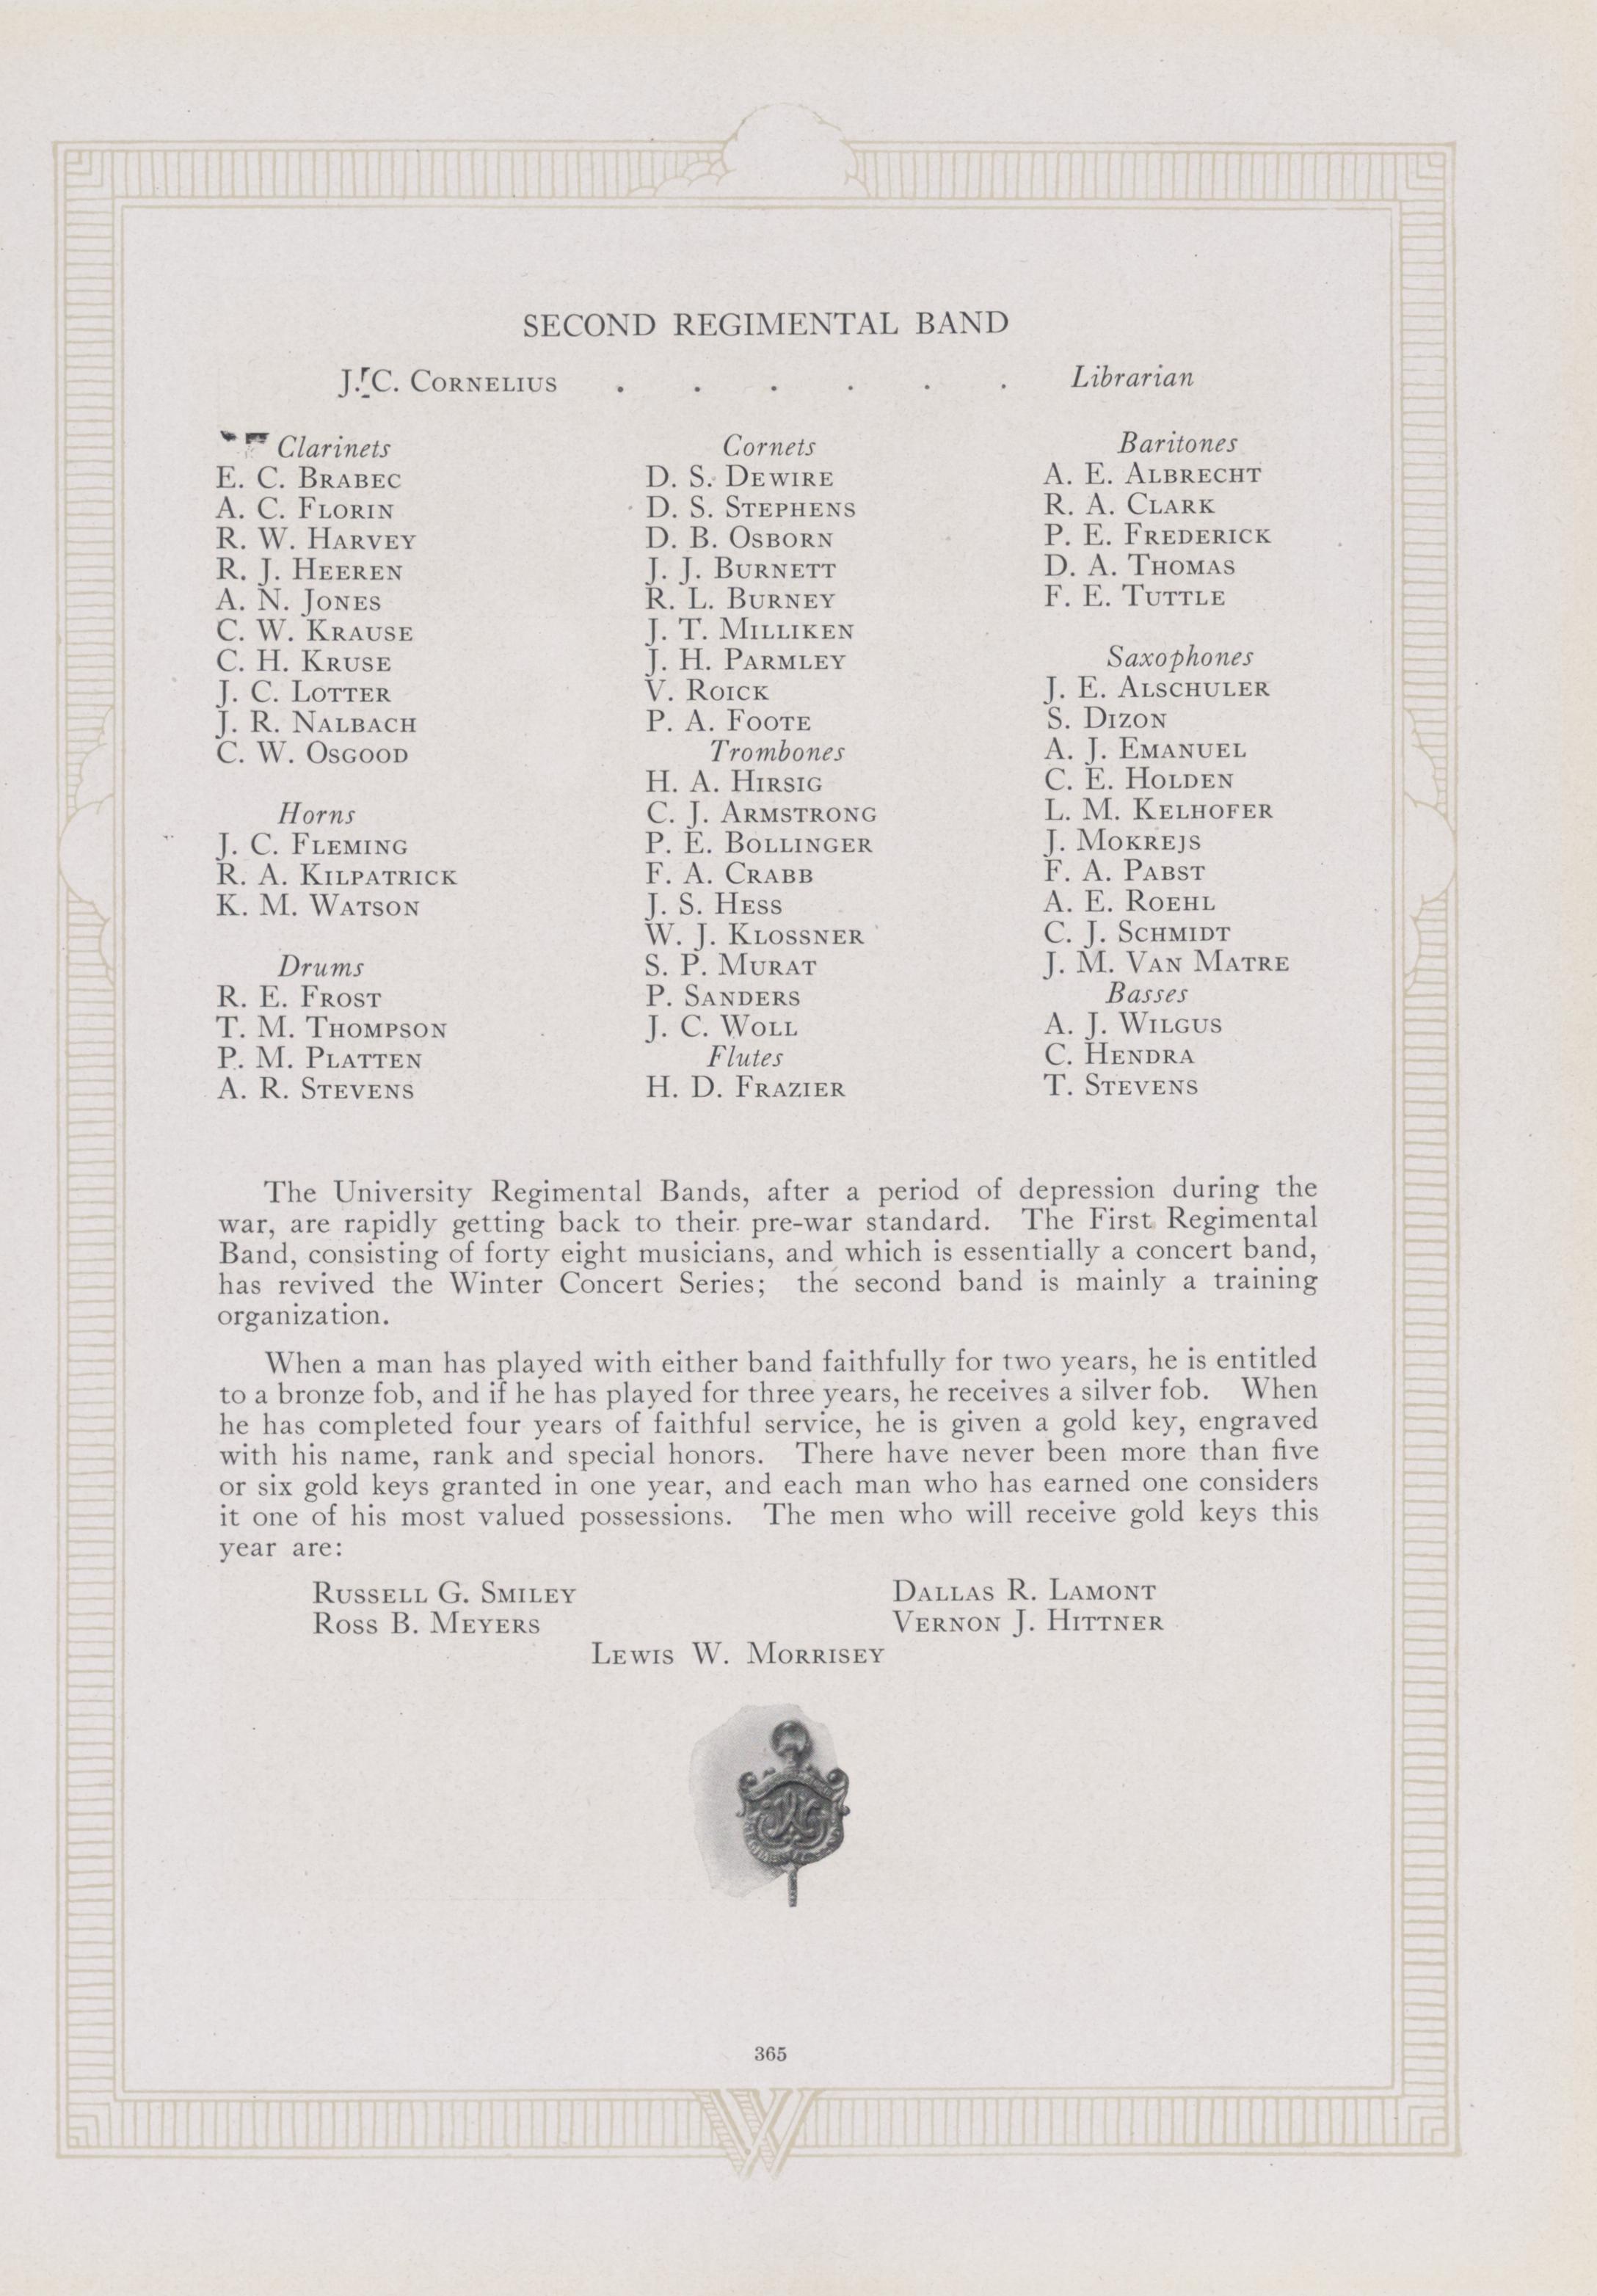 SECOND REGIMENTAL BAND
J. C. CORNELIUS . . . . . . Librarian
Clarinets
E. C. BRABEC
A. C. FLORIN
R. W. HARVEY
R. J. HEEREN
A. N. JONES
C. W. KRAUSE
C. H. KRUSE
J. C. LOTTER
J. R. NALBACH
C. W. OSGOOD
Horns
J. C. FLEMING
R. A. KILPATRICK
K. M. WATSON
Drums
R. E. FROST
T. M. THOMPSON
P. M. PLATTEN
A. R. STEVENS
Cornets
D. S. DEWIRE
D. S. STEPHENS
D. B. OSBORN
J. J. BURNETT
R. L. BURNEY
J. T. MILLIKEN
J. H. PARMLEY
V. ROICK
P. A. FOOTE
Trombones
H. A. HIRSIG
C. J. ARMSTRONG
P. E. BOLLINGER
F. A. CRABB
J. S. HESS
W. J. KLOSSNER
S. P. MURAT
P. SANDERS
J. C. WOLL
Flutes
H. D. FRAZIER
Baritones
A. E. ALBRECHT
R. A. CLARK
P. E. FREDERICK
D. A. THOMAS
F. E. TUTTLE
Saxophones
J. E. ALSCHULER
S. DIZON
A. J. EMANUEL
C. E. HOLDEN
L. M. KELHOFER
J. MOKREJS
F. A. PABST
A. E. ROEHL
C. J. SCHMIDT
J. M. VAN MATRE
Basses
A. J. WILGUS
C. HENDRA
T. STEVENS
The University Regimental Bands, after a period of depression during the
war, are rapidly getting back to their pre-war standard. The First Regimental
Band, consisting of forty eight musicians, and which is essentially a concert band,
has revived the Winter Concert Series; the second band is mainly a training
organization.
When a man has played with either band faithfully for two years, he is entitled
to a bronze fob, and if he has played for three years, he receives a silver fob. When
he has completed four years of faithful service, he is given a gold key, engraved
with his name, rank and special honors. There have never been more than five
or six gold keys granted in one year, and each man who has earned one considers
it one of his most valued possessions. The men who will receive gold keys this
year are:
RUSSELL G. SMILEY DALLAS R. LAMONT
ROSS B. MEYERS VERNON J. HITTNER
LEWIS W. MORRISEY
365
W